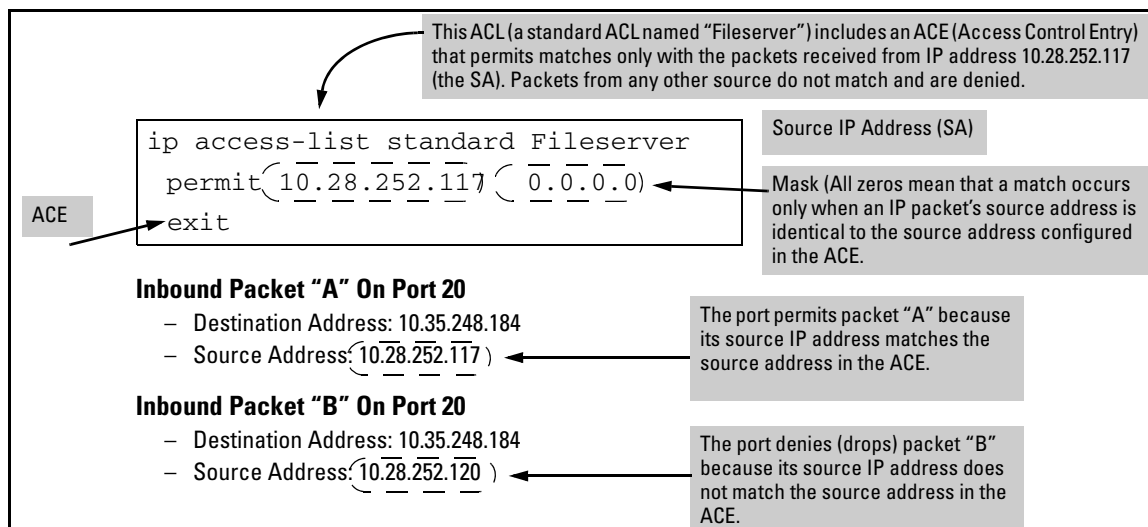 This ACL (a standard ACL named “Fileserver”) includes an ACE (Access Control Entry)
that permits matches only with the packets received from IP address 10.28.252.117
(the SA). Packets from any other source do not match and are denied.
ip access-list standard Fileserver
permit 10.28.252.117 0.0.0.0
exit
Source IP Address (SA)
Mask (All zeros mean that a match occurs
only when an IP packet’s source address is
identical to the source address configured
in the ACE.
ACE
Inbound Packet “A” On Port 20
– Destination Address: 10.35.248.184
– Source Address: 10.28.252.117
The port permits packet “A” because
its source IP address matches the
source address in the ACE.
Inbound Packet “B” On Port 20
– Destination Address: 10.35.248.184
– Source Address: 10.28.252.120
The port denies (drops) packet “B”
because its source IP address does
not match the source address in the
ACE.